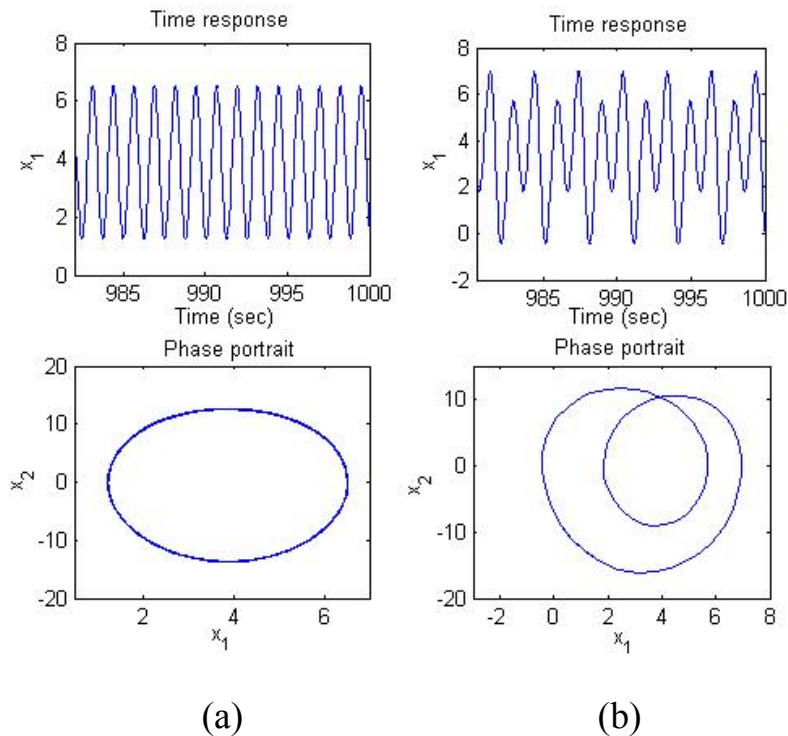 Time response
8
6
4
2
0
x1
985 990 995 1000
Time (sec)
Phase portrait
20
10
0
-10
-20
x2
2 4 6
x1
(a)
Time response
8
6
4
2
0
-2
x1
985 990 995 1000
Time (sec)
Phase portrait
10
0
-10
-20
x2
-2 0 2 4 6 8
x1
(b)